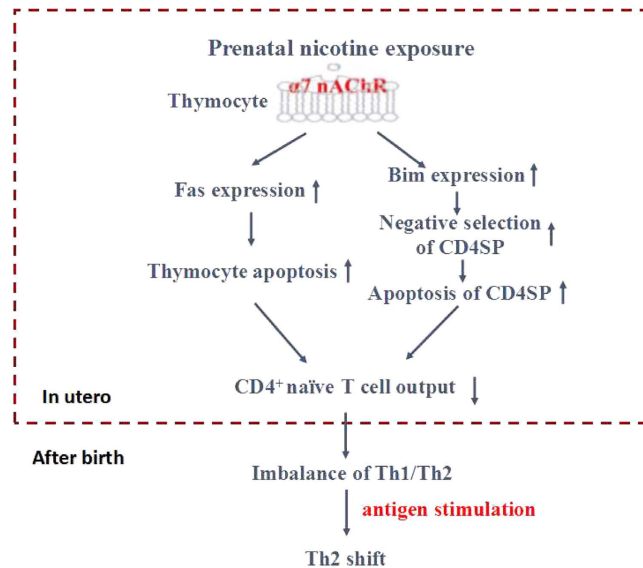 Prenatal nicotine exposure
α7 nAChR
Thymocyte
Fas expression ↑
Bim expression ↑
Negative selection ↑
of CD4SP
Thymocyte apoptosis ↑
Apoptosis of CD4SP ↑
CD4⁺ naïve T cell output ↓
In utero
After birth
Imbalance of Th1/Th2
antigen stimulation
Th2 shift